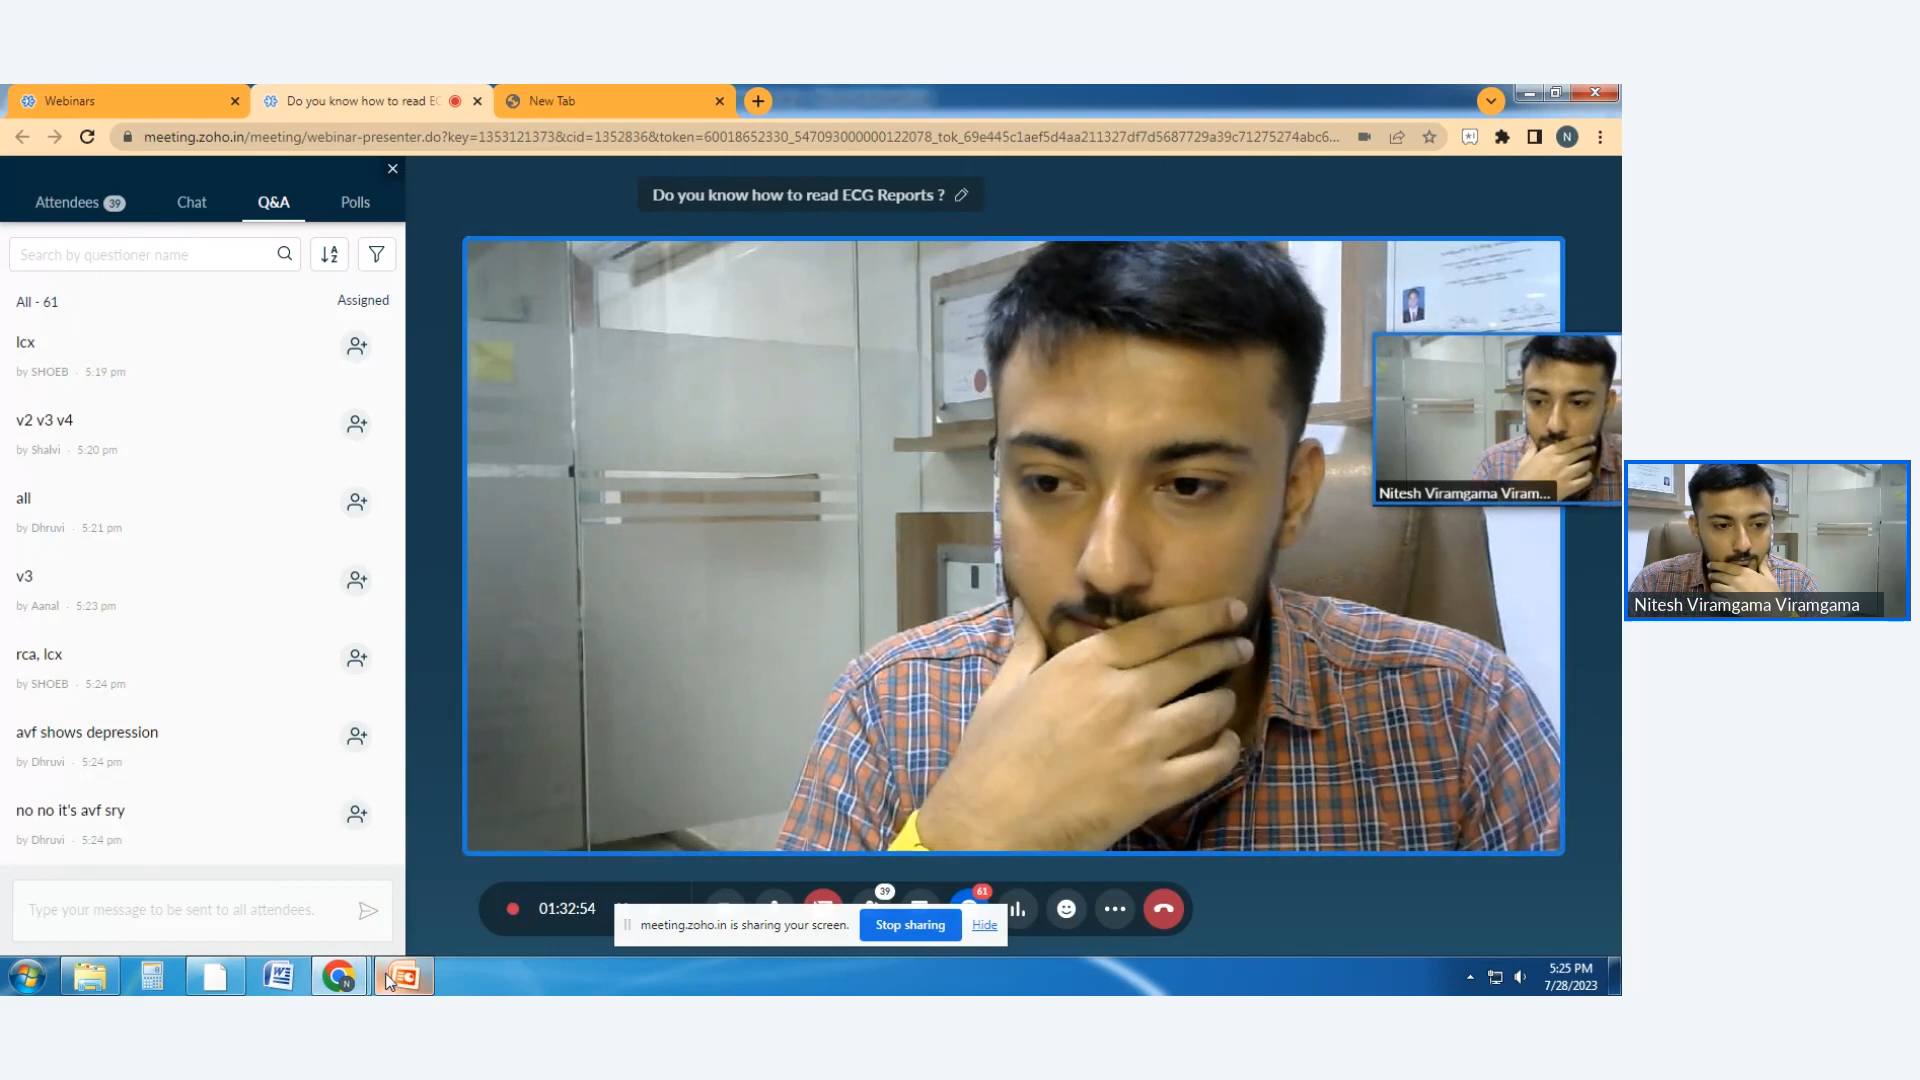 Webinars
Do you know how to read EC
New Tab
meeting.zoho.in/meeting/webinar-presenter.do?key=1353121373&cid=1352836&token=60018652330_547093000000122078_tok_69e445c1aef5d4aa211327df7d5687729a39c71275274abc6...
N
Attendees 39
Chat
Q&A
Polls
Do you know how to read ECG Reports ?
Search by questioner name
All - 61
Assigned
lcx
by SHOEB · 5:19 pm
v2 v3 v4
by Shalvi · 5:20 pm
all
by Dhruvi · 5:21 pm
v3
by Aanal · 5:23 pm
rca, lcx
by SHOEB · 5:24 pm
avf shows depression
by Dhruvi · 5:24 pm
no no it's avf sry
by Dhruvi · 5:24 pm
Type your message to be sent to all attendees.
Nitesh Viramgama Viram...
Nitesh Viramgama Viramgama
01:32:54
39
61
meeting.zoho.in is sharing your screen.
Stop sharing
Hide
5:25 PM
7/28/2023